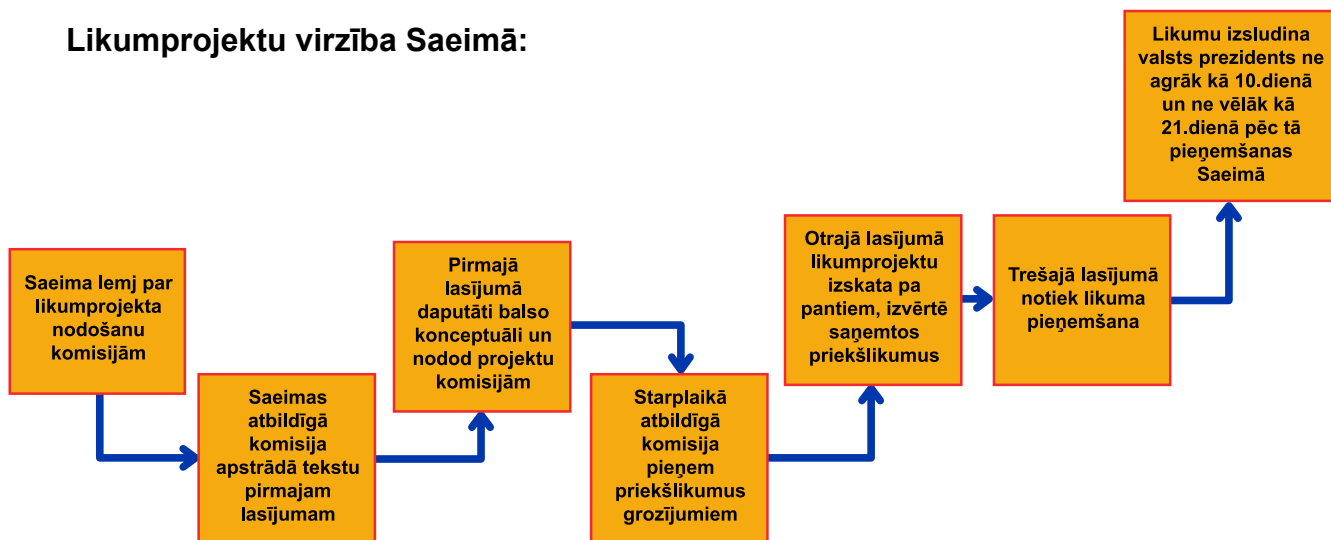 Likumprojektu virzība Saeimā:
Saeima lemj par
likumprojekta
nodošanu
komisijām
Saeimas
atbildīgā
komisija
apstrādā tekstu
pirmajam
lasījumam
Pirmajā
lasījumā
daputāti balso
konceptuāli un
nodod projektu
komisijām
Starplaikā
atbildīgā
komisija
pieņem
priekšlikumus
grozījumiem
Otrajā lasījumā
likumprojektu
izskata pa
pantiem, izvērtē
saņemtos
priekšlikumus
Trešajā lasījumā
notiek likuma
pieņemšana
Likumu izsludina
valsts prezidents ne
agrāk kā 10.dienā
un ne vēlāk kā
21.dienā pēc tā
pieņemšanas
Saeimā